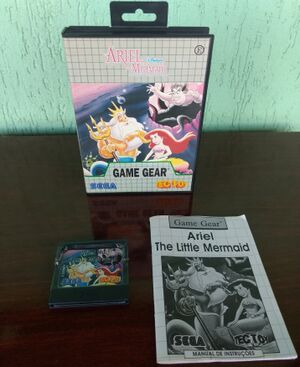 ARIEL
Disney's
MERMAID
GAME GEAR
SEGA
TEC TOY
Game Gear
Ariel
The Little Mermaid
SEGA
TEC TOY
MANUAL DE INSTRUÇÕES